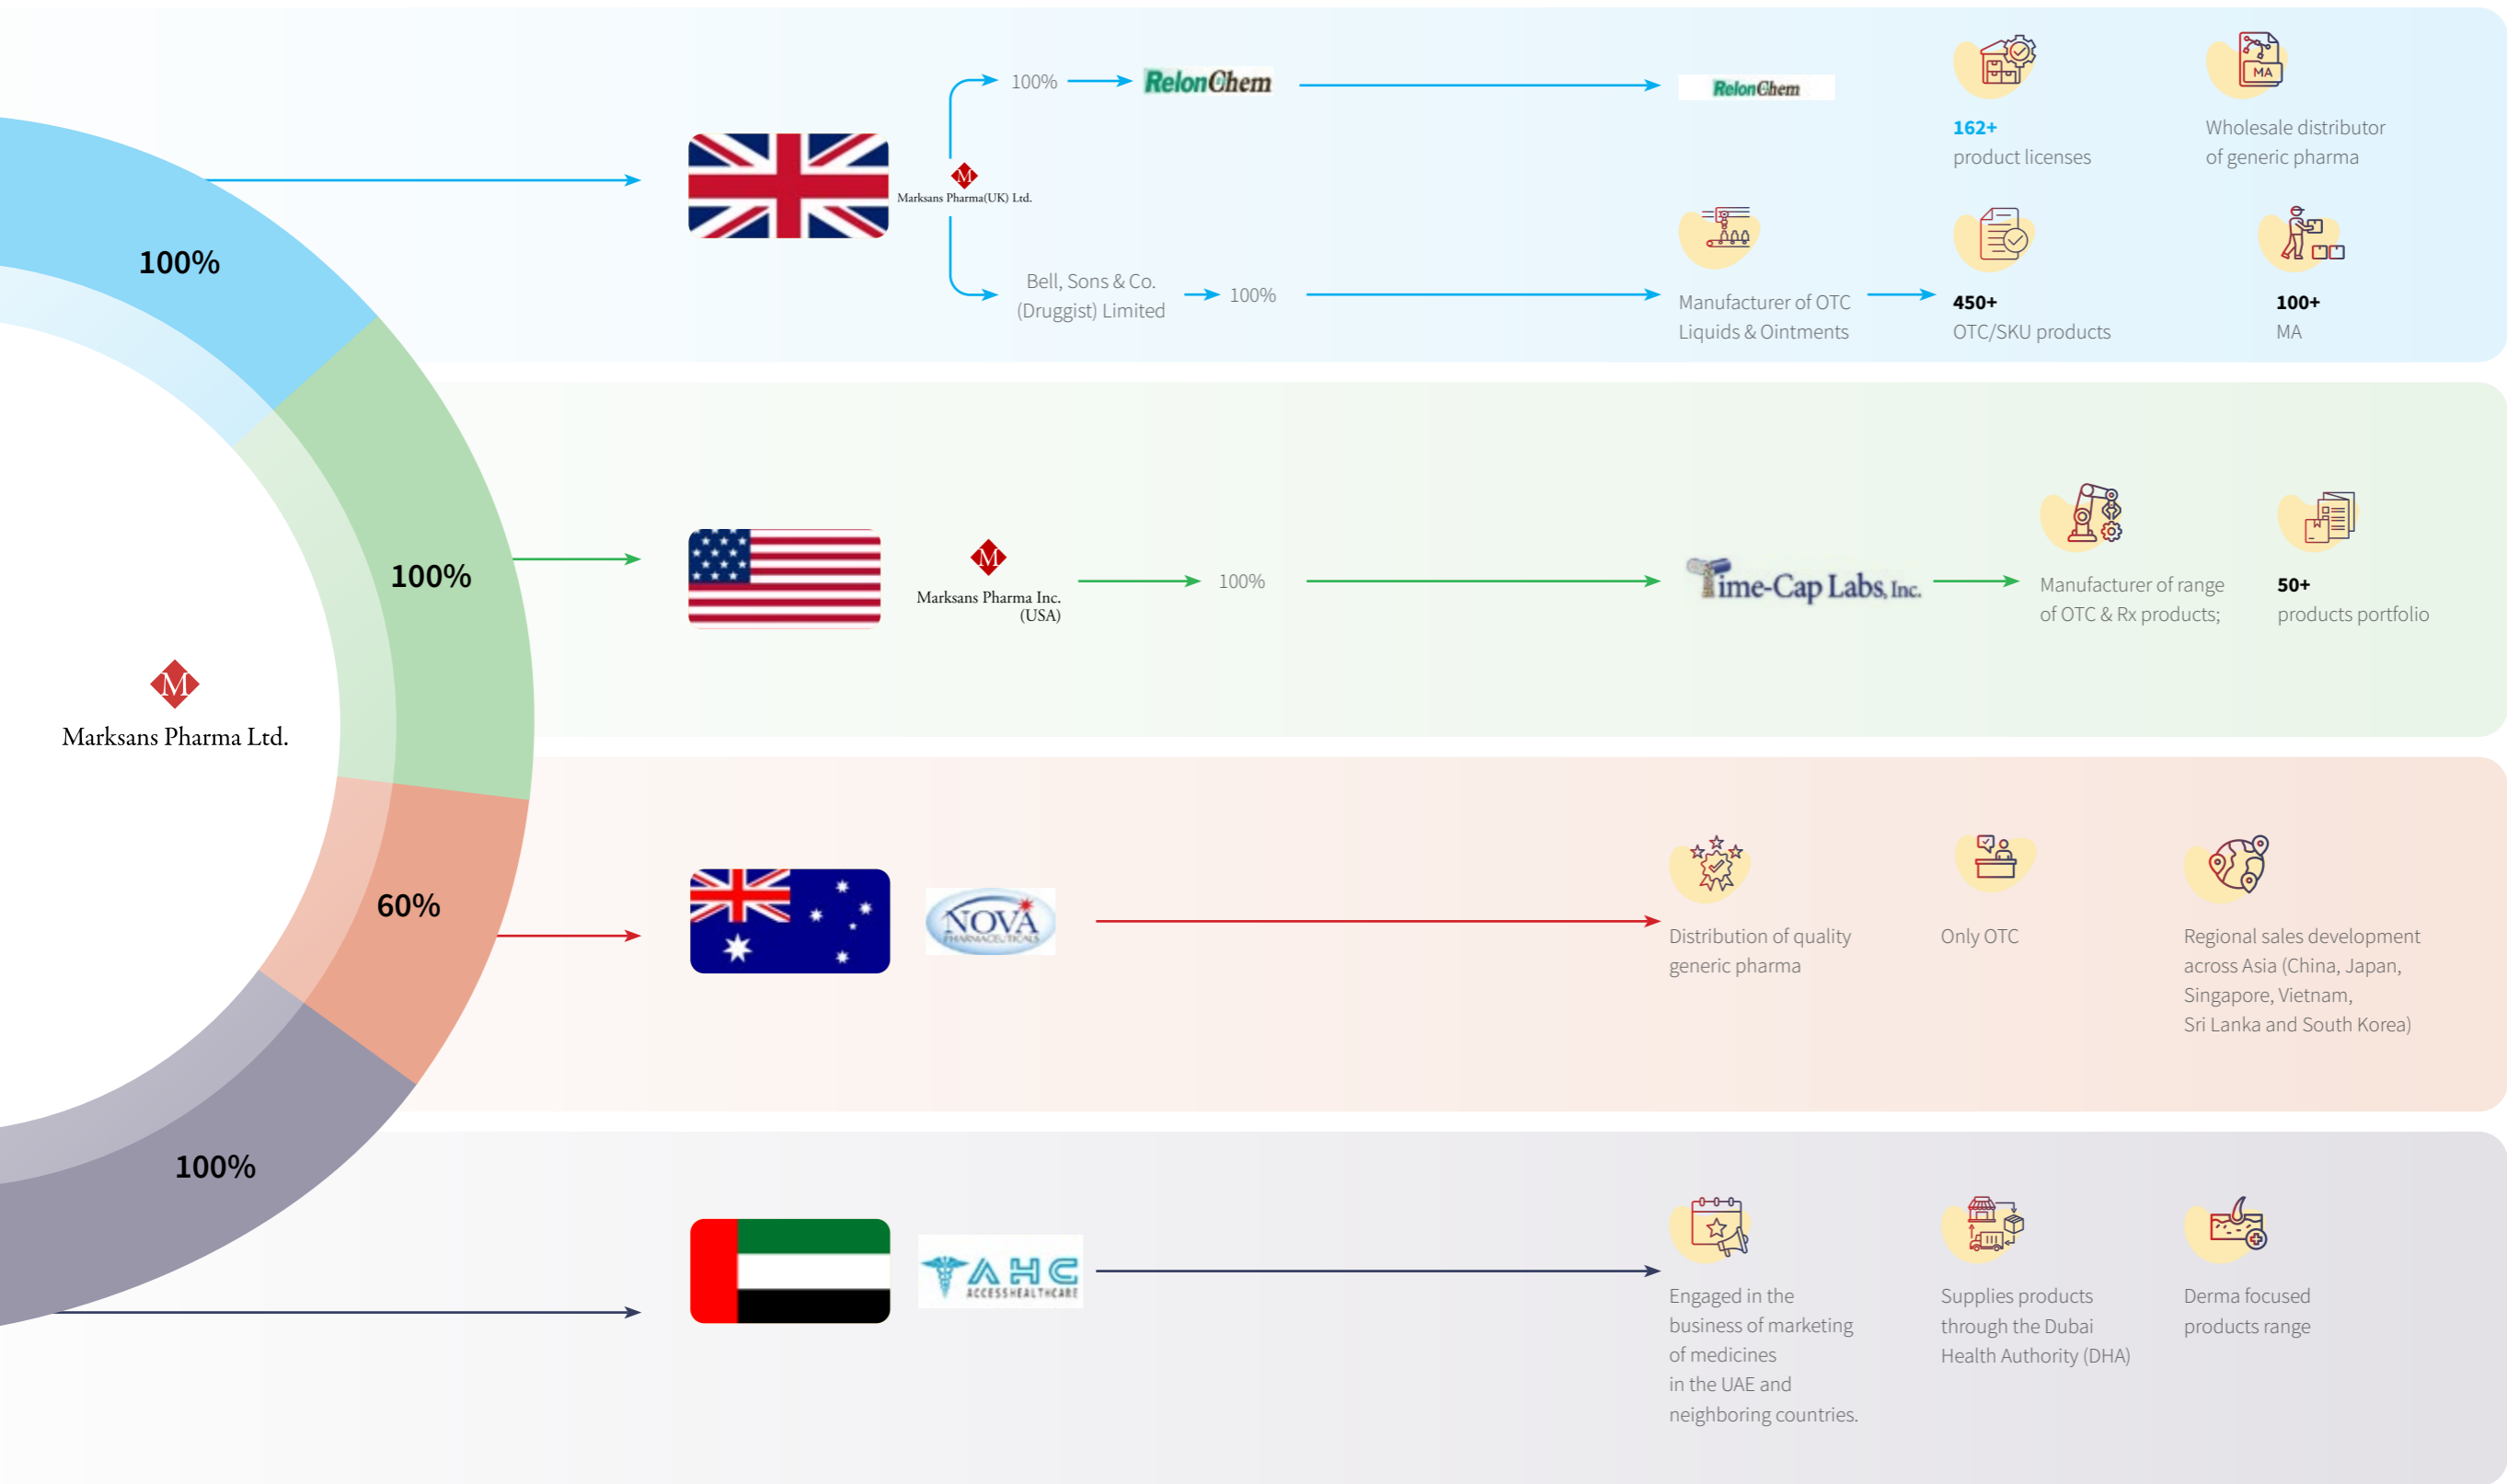 100%
100%
60%
100%
M
Marksans Pharma Ltd.
M
Marksans Pharma(UK) Ltd.
100%
RelonChem
RelonChem
162+
product licenses
MA
Wholesale distributor
of generic pharma
Bell, Sons & Co.
(Druggist) Limited
100%
Manufacturer of OTC
Liquids & Ointments
450+
OTC/SKU products
100+
MA
M
Marksans Pharma Inc.
(USA)
100%
Time-Cap Labs, Inc.
Manufacturer of range
of OTC & Rx products;
50+
products portfolio
NOVA
PHARMACEUTICALS
Distribution of quality
generic pharma
Only OTC
Regional sales development
across Asia (China, Japan,
Singapore, Vietnam,
Sri Lanka and South Korea)
AHC
ACCESSHEALTHCARE
Engaged in the
business of marketing
of medicines
in the UAE and
neighboring countries.
Supplies products
through the Dubai
Health Authority (DHA)
Derma focused
products range